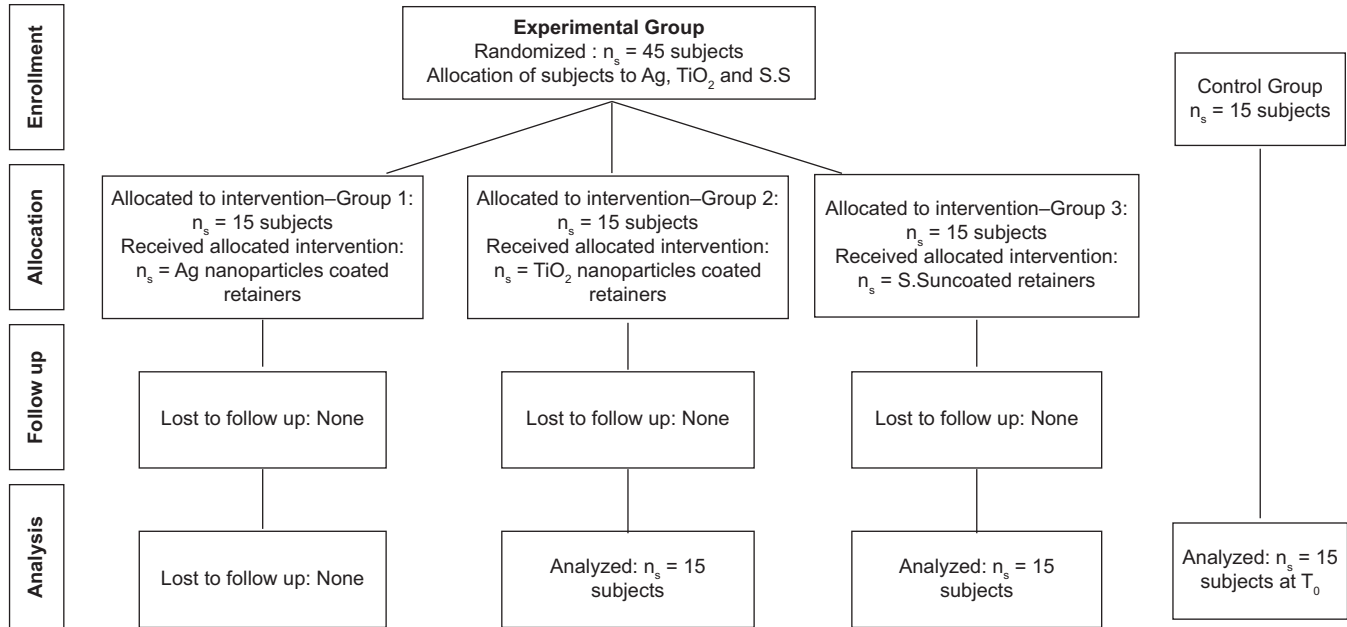 Enrollment
Experimental Group
Randomized : nₛ = 45 subjects
Allocation of subjects to Ag, TiO₂ and S.S
Control Group
nₛ = 15 subjects
Allocation
Allocated to intervention–Group 1:
nₛ = 15 subjects
Received allocated intervention:
nₛ = Ag nanoparticles coated
retainers
Allocated to intervention–Group 2:
nₛ = 15 subjects
Received allocated intervention:
nₛ = TiO₂ nanoparticles coated
retainers
Allocated to intervention–Group 3:
nₛ = 15 subjects
Received allocated intervention:
nₛ = S.Suncoated retainers
Follow up
Lost to follow up: None
Lost to follow up: None
Lost to follow up: None
Analysis
Lost to follow up: None
Analyzed: nₛ = 15
subjects
Analyzed: nₛ = 15
subjects
Analyzed: nₛ = 15
subjects at T₀